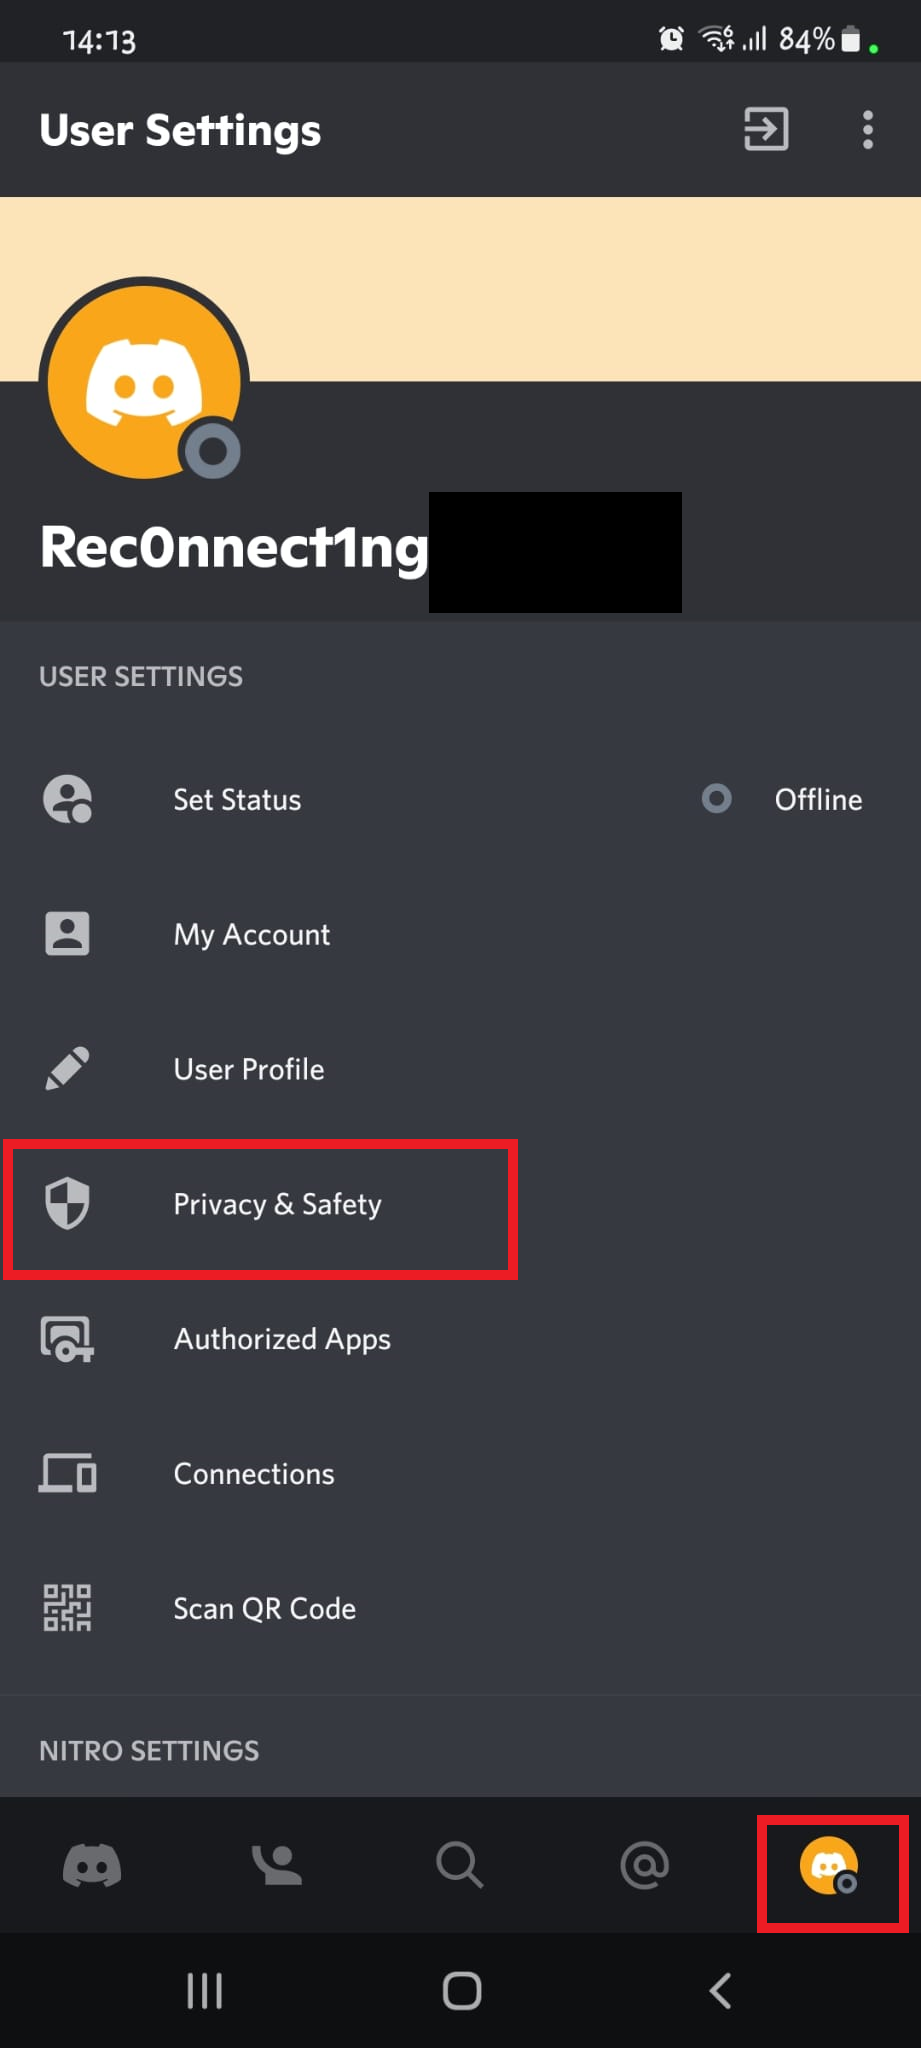 14:13
84%
User Settings
Rec0nnect1ng
USER SETTINGS
Set Status
Offline
My Account
User Profile
Privacy & Safety
Authorized Apps
Connections
Scan QR Code
NITRO SETTINGS